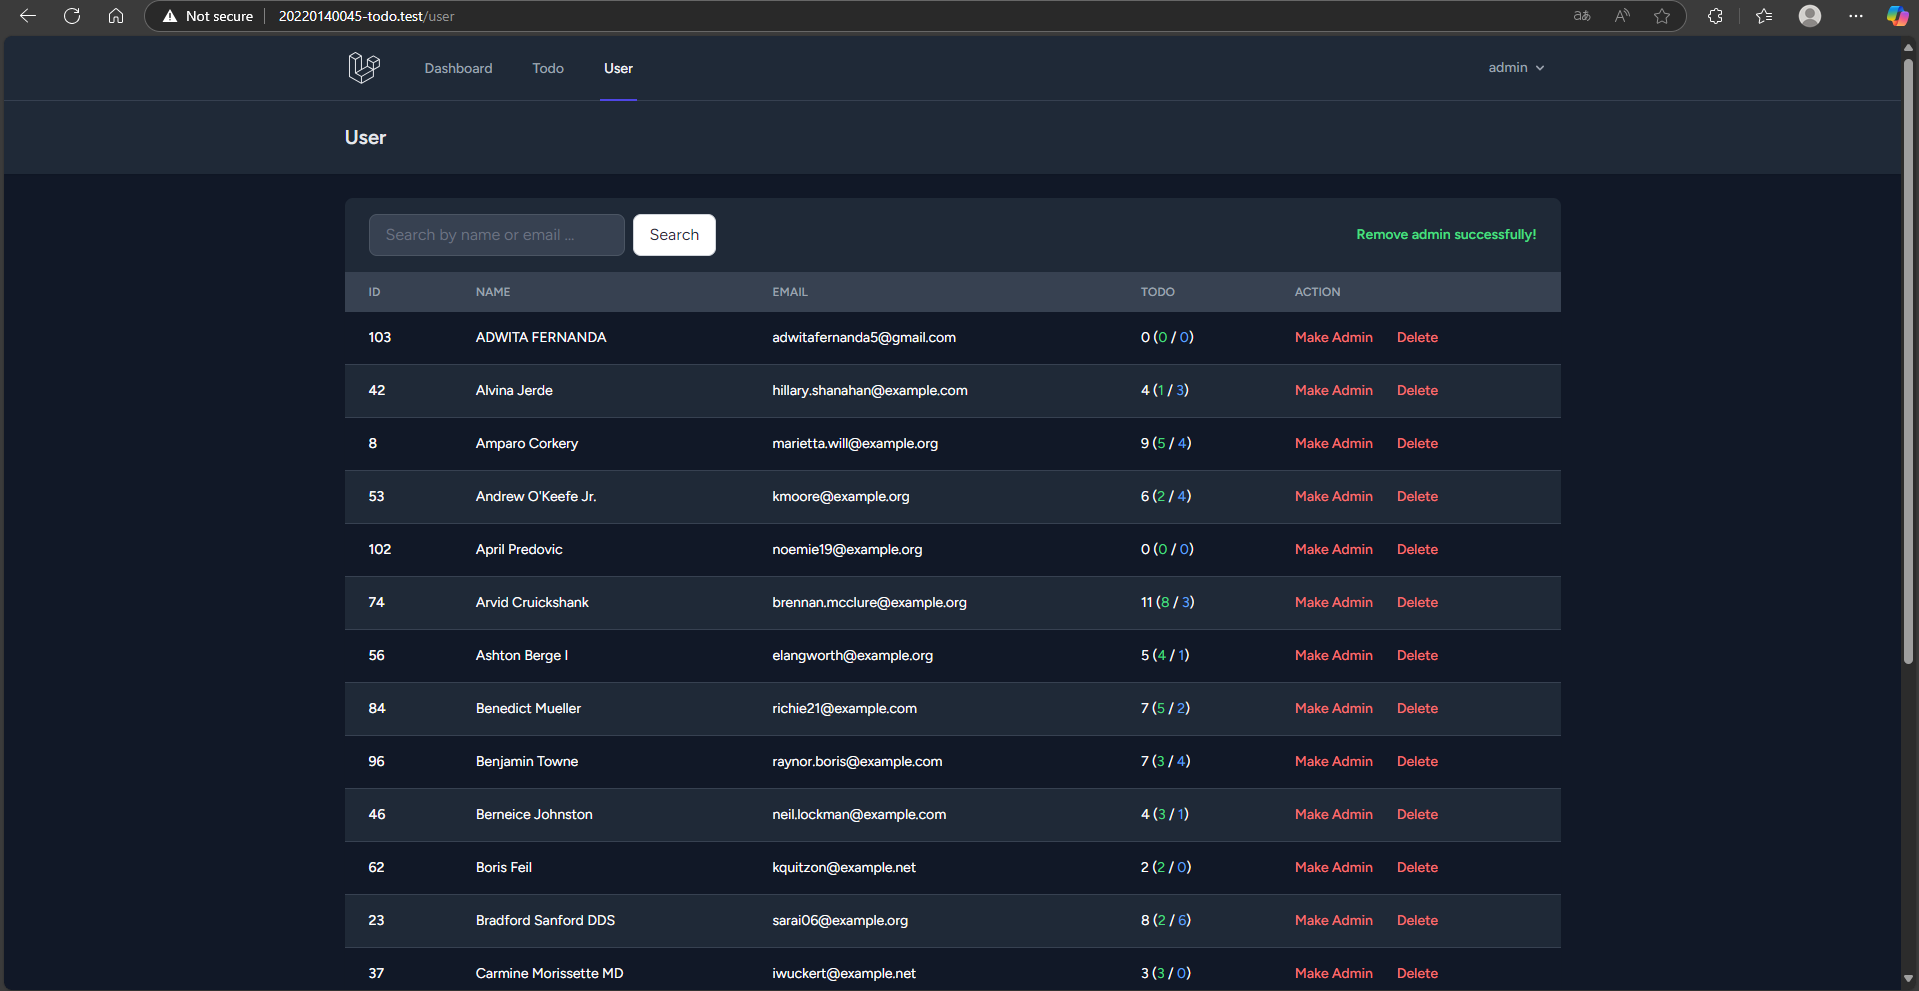 Not secure 20220140045-todo.test/user
Dashboard Todo User admin
User
Search by name or email ... Search Remove admin successfully!
ID NAME EMAIL TODO ACTION
103 ADWITA FERNANDA adwitafernanda5@gmail.com 0 (0 / 0) Make Admin Delete
42 Alvina Jerde hillary.shanahan@example.com 4 (1 / 3) Make Admin Delete
8 Amparo Corkery marietta.will@example.org 9 (5 / 4) Make Admin Delete
53 Andrew O'Keefe Jr. kmoore@example.org 6 (2 / 4) Make Admin Delete
102 April Predovic noemie19@example.org 0 (0 / 0) Make Admin Delete
74 Arvid Cruickshank brennan.mcclure@example.org 11 (8 / 3) Make Admin Delete
56 Ashton Berge I elangworth@example.org 5 (4 / 1) Make Admin Delete
84 Benedict Mueller richie21@example.com 7 (5 / 2) Make Admin Delete
96 Benjamin Towne raynor.boris@example.com 7 (3 / 4) Make Admin Delete
46 Berneice Johnston neil.lockman@example.com 4 (3 / 1) Make Admin Delete
62 Boris Feil kquitzon@example.net 2 (2 / 0) Make Admin Delete
23 Bradford Sanford DDS sarai06@example.org 8 (2 / 6) Make Admin Delete
37 Carmine Morissette MD iwuckert@example.net 3 (3 / 0) Make Admin Delete